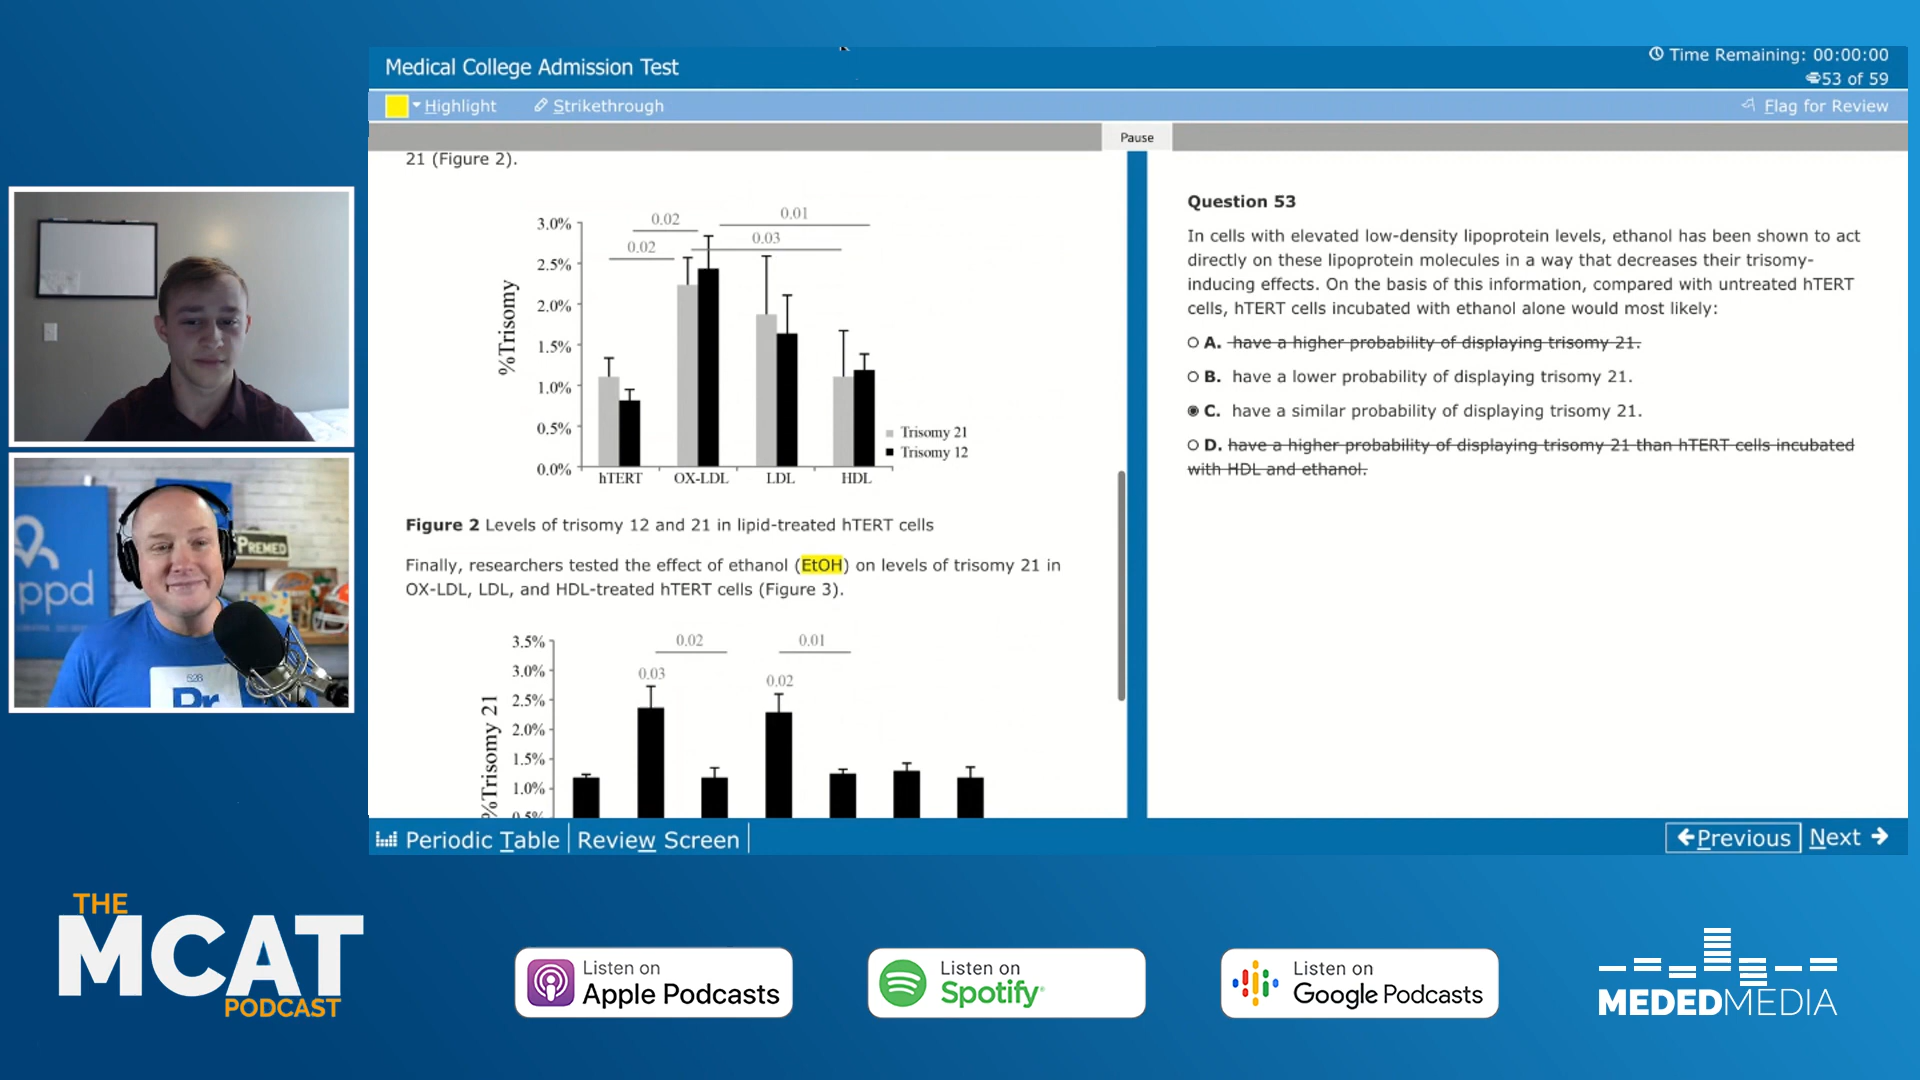 Medical College Admission Test
Time Remaining: 00:00:00
53 of 59
Highlight
Strikethrough
Flag for Review
Pause
21 (Figure 2).
3.0%
2.5%
2.0%
1.5%
1.0%
0.5%
0.0%
%Trisomy
0.02
0.01
0.02
0.03
Trisomy 21
Trisomy 12
hTERT
OX-LDL
LDL
HDL
Figure 2 Levels of trisomy 12 and 21 in lipid-treated hTERT cells
Finally, researchers tested the effect of ethanol (EtOH) on levels of trisomy 21 in
OX-LDL, LDL, and HDL-treated hTERT cells (Figure 3).
3.5%
3.0%
2.5%
2.0%
1.5%
1.0%
0.5%
%Trisomy 21
0.02
0.01
0.03
0.02
Question 53
In cells with elevated low-density lipoprotein levels, ethanol has been shown to act
directly on these lipoprotein molecules in a way that decreases their trisomy-
inducing effects. On the basis of this information, compared with untreated hTERT
cells, hTERT cells incubated with ethanol alone would most likely:
A. have a higher probability of displaying trisomy 21.
B. have a lower probability of displaying trisomy 21.
C. have a similar probability of displaying trisomy 21.
D. have a higher probability of displaying trisomy 21 than hTERT cells incubated
with HDL and ethanol.
Periodic Table
Review Screen
Previous
Next
PREMED
ppd
528
Pr
THE
MCAT
PODCAST
Listen on
Apple Podcasts
Listen on
Spotify
Listen on
Google Podcasts
MEDEDMEDIA